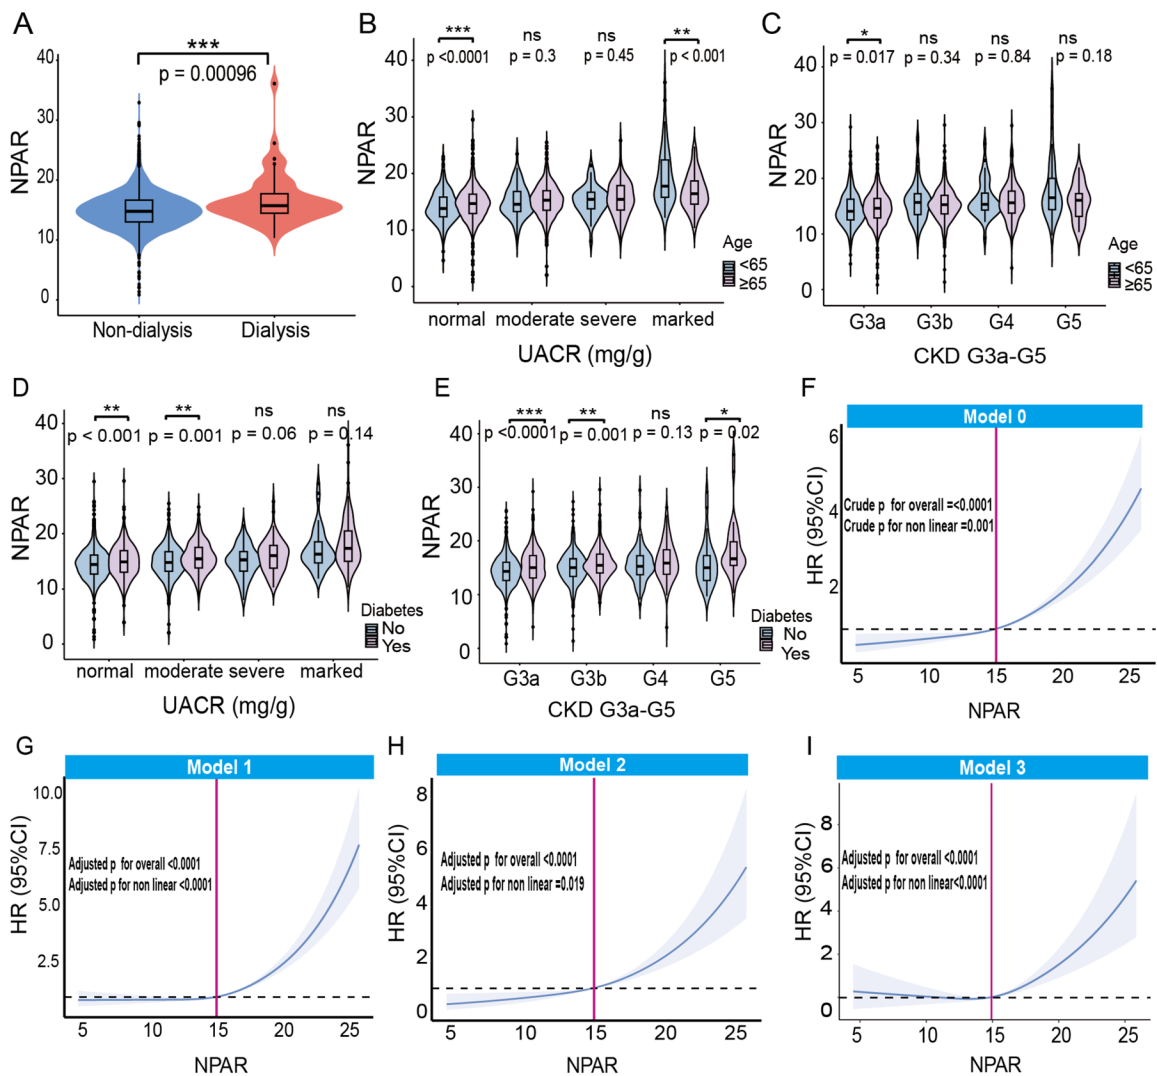 A
***
p = 0.00096
NPAR
40
30
20
10
0
Non-dialysis
Dialysis
B
***
ns
ns
**
p <0.0001
p = 0.3
p = 0.45
p <0.001
NPAR
40
30
20
10
0
Age
<65
≥65
normal
moderate
severe
marked
UACR (mg/g)
C
*
ns
ns
ns
p = 0.017
p = 0.34
p = 0.84
p = 0.18
NPAR
40
30
20
10
0
Age
<65
≥65
G3a
G3b
G4
G5
CKD G3a-G5
D
**
**
ns
ns
p < 0.001
p = 0.001
p = 0.06
p = 0.14
NPAR
40
30
20
10
0
Diabetes
No
Yes
normal
moderate
severe
marked
UACR (mg/g)
E
***
**
ns
*
p <0.0001
p = 0.001
p = 0.13
p = 0.02
NPAR
40
30
20
10
0
Diabetes
No
Yes
G3a
G3b
G4
G5
CKD G3a-G5
F
Model 0
Crude p for overall =<0.0001
Crude p for non linear =0.001
HR (95%CI)
6
4
2
5
10
15
20
25
NPAR
G
Model 1
Adjusted p for overall <0.0001
Adjusted p for non linear <0.0001
HR (95%CI)
10.0
7.5
5.0
2.5
5
10
15
20
25
NPAR
H
Model 2
Adjusted p for overall <0.0001
Adjusted p for non linear =0.019
HR (95%CI)
8
6
4
2
0
5
10
15
20
25
NPAR
I
Model 3
Adjusted p for overall <0.0001
Adjusted p for non linear<0.0001
HR (95%CI)
8
6
4
2
0
5
10
15
20
25
NPAR